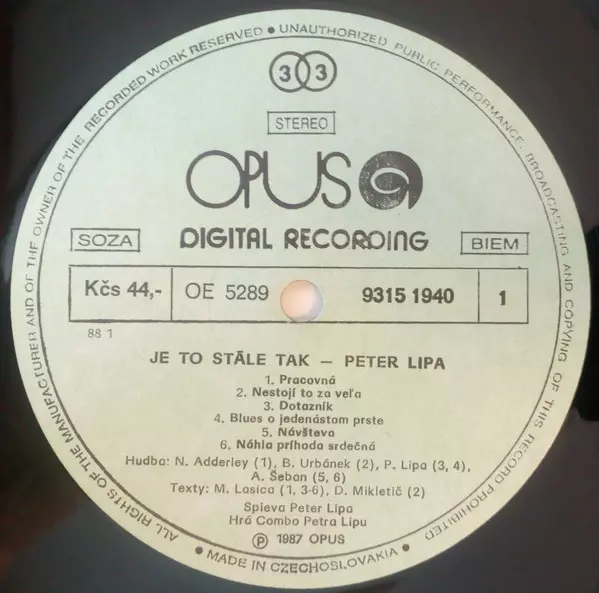 ALL RIGHTS OF THE MANUFACTURER AND OF THE OWNER OF THE RECORDED WORK RESERVED ● UNAUTHORIZED PUBLIC PERFORMANCE, BROADCASTING AND COPYING OF THIS RECORD PROHIBITED ● MADE IN CZECHOSLOVAKIA ●
33
STEREO
OPUS
SOZA DIGITAL RECORDING BIEM
Kčs 44,- OE 5289 9315 1940 1
88 1
JE TO STÁLE TAK — PETER LIPA
1. Pracovná
2. Nestojí to za veľa
3. Dotazník
4. Blues o jedenástom prste
5. Návšteva
6. Náhla príhoda srdečná
Hudba: N. Adderley (1), B. Urbánek (2), P. Lipa (3, 4),
A. Šeban (5, 6)
Texty: M. Lasica (1, 3-6), D. Mikletič (2)
Spieva Peter Lipa
Hrá Combo Petra Lipu
Ⓟ 1987 OPUS